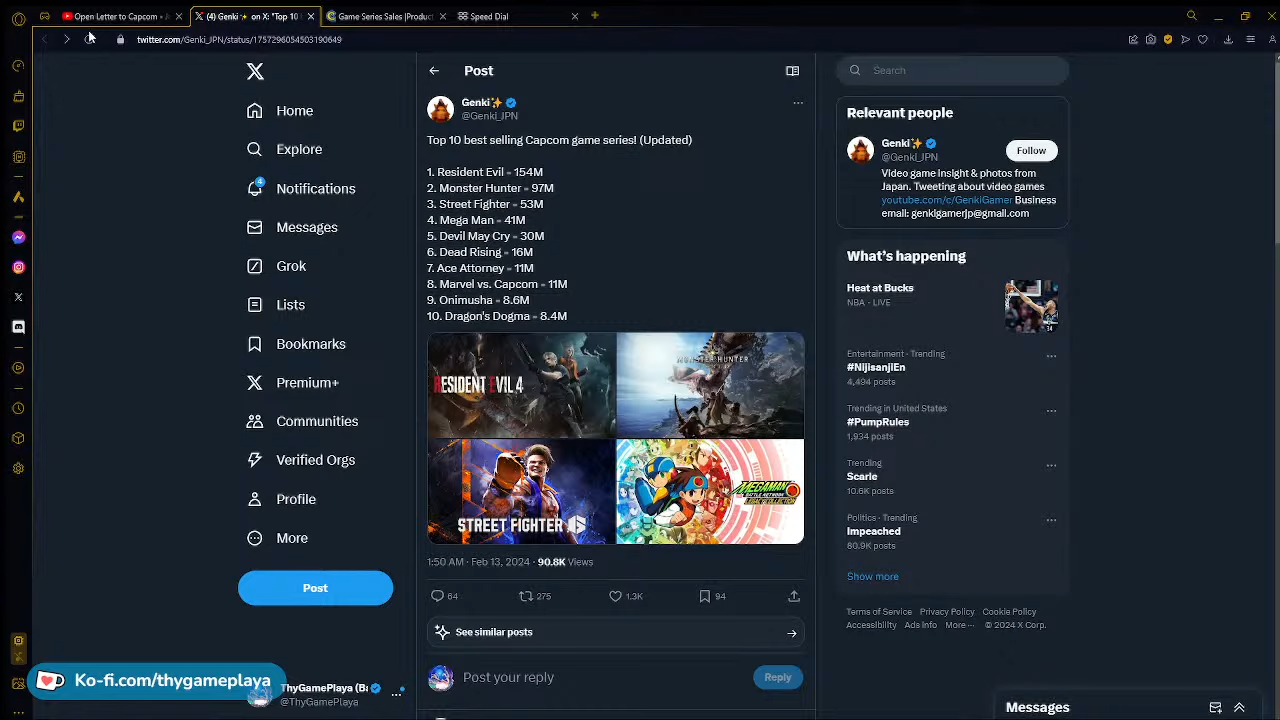 Open Letter to Capcom
(4) Genki✨ on X: "Top 10
Game Series Sales |Product
Speed Dial
twitter.com/Genki_JPN/status/1757296054503190649
Home
Explore
4
Notifications
Messages
Grok
Lists
Bookmarks
Premium+
Communities
Verified Orgs
Profile
More
Post
ThyGamePlaya (Ba
@ThyGamePlaya
Ko-fi.com/thygameplaya
Post
Genki✨
@Genki_JPN
Top 10 best selling Capcom game series! (Updated)
1. Resident Evil - 154M
2. Monster Hunter - 97M
3. Street Fighter - 53M
4. Mega Man - 41M
5. Devil May Cry - 30M
6. Dead Rising - 16M
7. Ace Attorney - 11M
8. Marvel vs. Capcom - 11M
9. Onimusha - 8.6M
10. Dragon's Dogma - 8.4M
RESIDENT EVIL 4
MONSTER HUNTER
STREET FIGHTER 6
MEGAMAN
BATTLE NETWORK
LEGACY COLLECTION
1:50 AM · Feb 13, 2024 · 90.8K Views
64
275
1.3K
94
See similar posts
Post your reply
Reply
Search
Relevant people
Genki✨
@Genki_JPN
Follow
Video game insight & photos from
Japan. Tweeting about video games
youtube.com/c/GenkiGamer Business
email: genkigamerjp@gmail.com
What's happening
Heat at Bucks
NBA · LIVE
34
Entertainment · Trending
#NijisanjiEn
4,494 posts
Trending in United States
#PumpRules
1,934 posts
Trending
Scarle
10.6K posts
Politics · Trending
Impeached
80.9K posts
Show more
Terms of Service Privacy Policy Cookie Policy
Accessibility Ads info More ··· © 2024 X Corp.
Messages